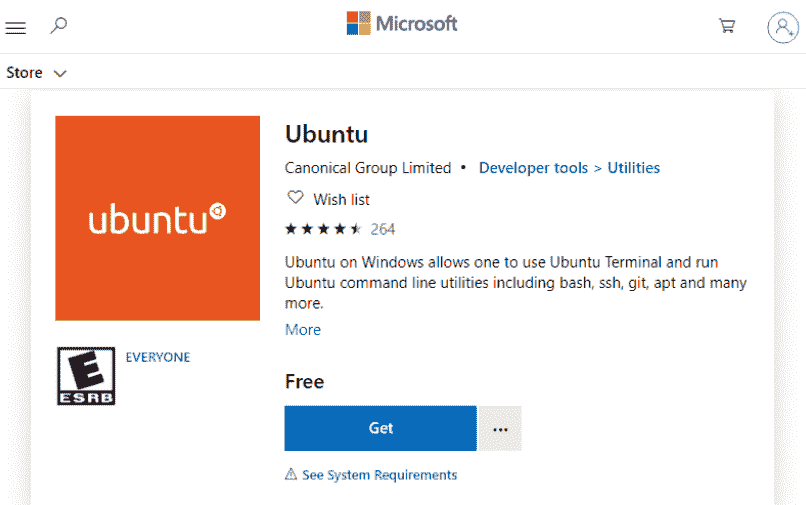 Microsoft
Store
ubuntu
Ubuntu
Canonical Group Limited • Developer tools > Utilities
Wish list
264
Ubuntu on Windows allows one to use Ubuntu Terminal and run
Ubuntu command line utilities including bash, ssh, git, apt and many
more.
More
E
ESRB
EVERYONE
Free
Get
...
See System Requirements